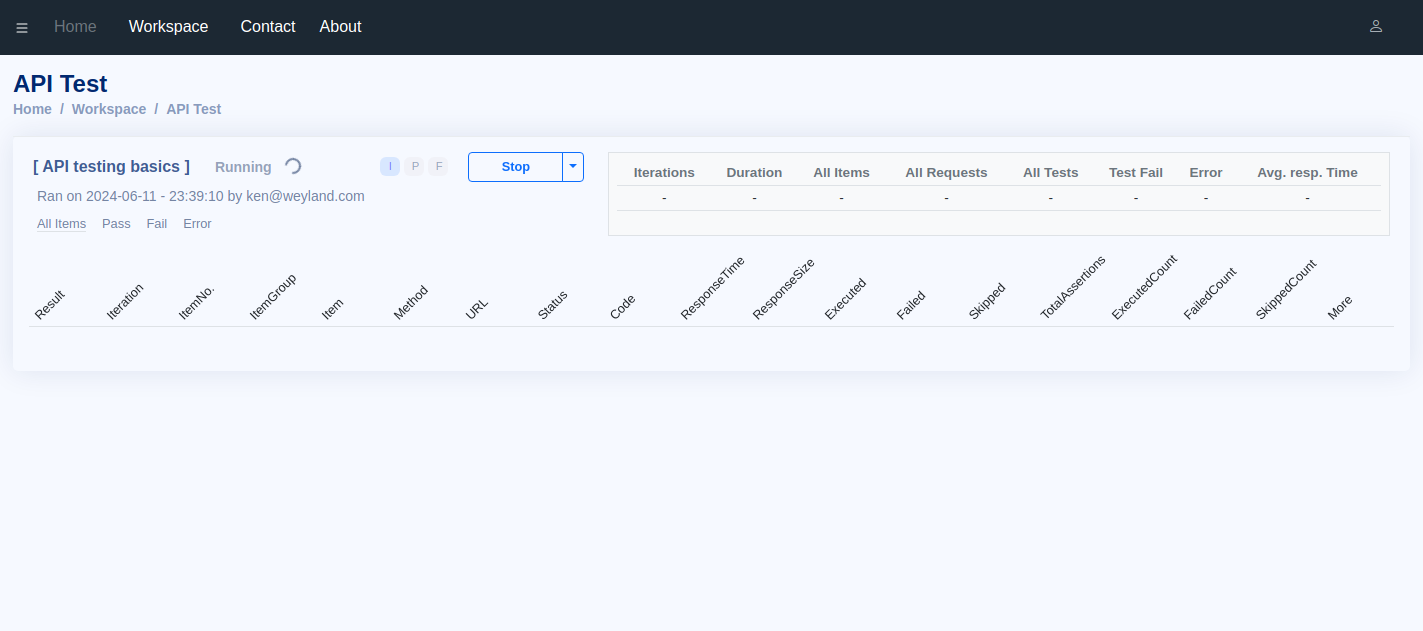 Home Workspace Contact About
API Test
Home / Workspace / API Test
[ API testing basics ] Running I P F Stop
Ran on 2024-06-11 - 23:39:10 by ken@weyland.com
All Items Pass Fail Error
Iterations Duration All Items All Requests All Tests Test Fail Error Avg. resp. Time
- - - - - - - -
Result Iteration ItemNo. ItemGroup Item Method URL Status Code ResponseTime ResponseSize Executed Failed Skipped TotalAssertions ExecutedCount FailedCount SkippedCount More